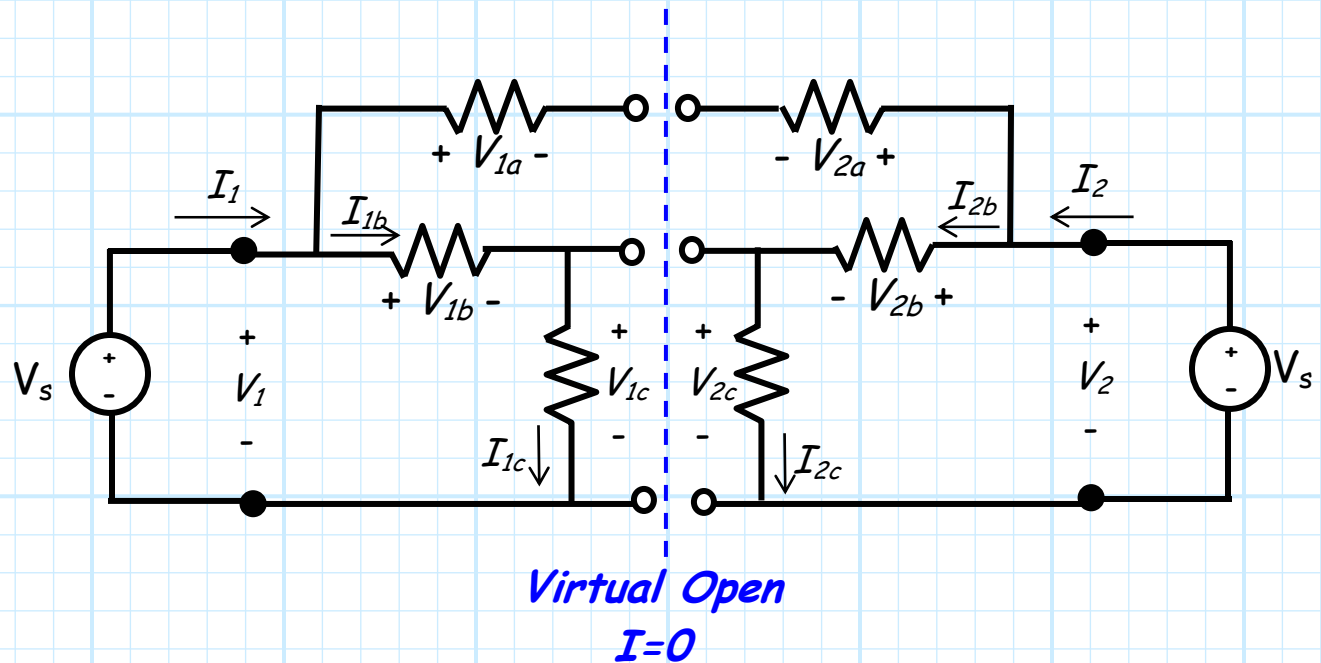 + V1a -
- V2a +
I1
I1b
I2b
I2
+ V1b -
- V2b +
Vs
+
-
+
V1
-
+
V1c
-
+
V2c
-
+
V2
-
+
-
Vs
I1c
I2c
Virtual Open
I=0